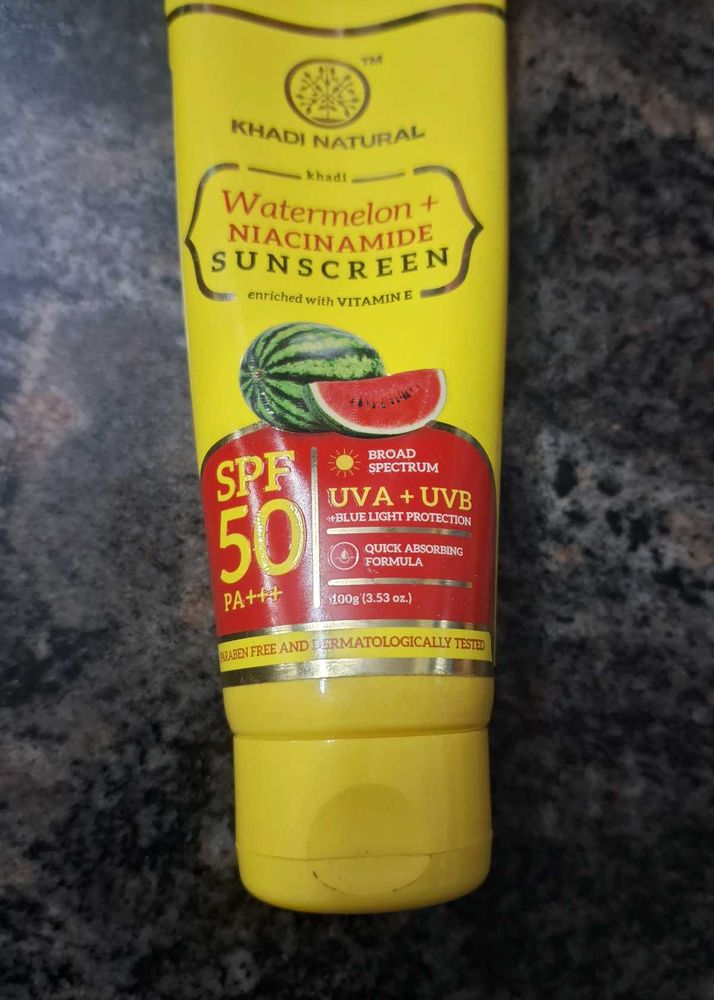 TM
KHADI NATURAL
khadi
Watermelon +
NIACINAMIDE
SUNSCREEN
enriched with VITAMIN E
SPF
50
PA+++
BROAD
SPECTRUM
UVA + UVB
+BLUE LIGHT PROTECTION
QUICK ABSORBING
FORMULA
100g (3.53 oz.)
PARABEN FREE AND DERMATOLOGICALLY TESTED